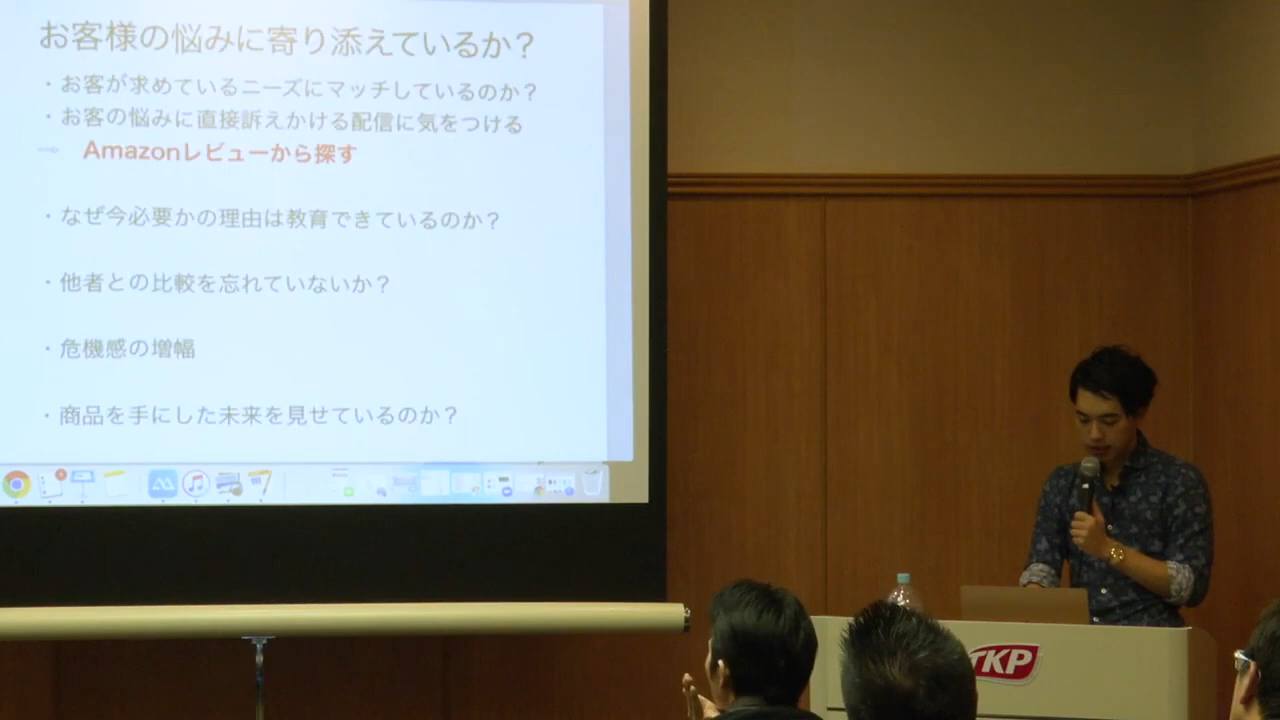 お客様の悩みに寄り添えているか？
・お客が求めているニーズにマッチしているのか？
・お客の悩みに直接訴えかける配信に気をつける
→ Amazonレビューから探す
・なぜ今必要かの理由は教育できているのか？
・他者との比較を忘れていないか？
・危機感の増幅
・商品を手にした未来を見せているのか？
TKP